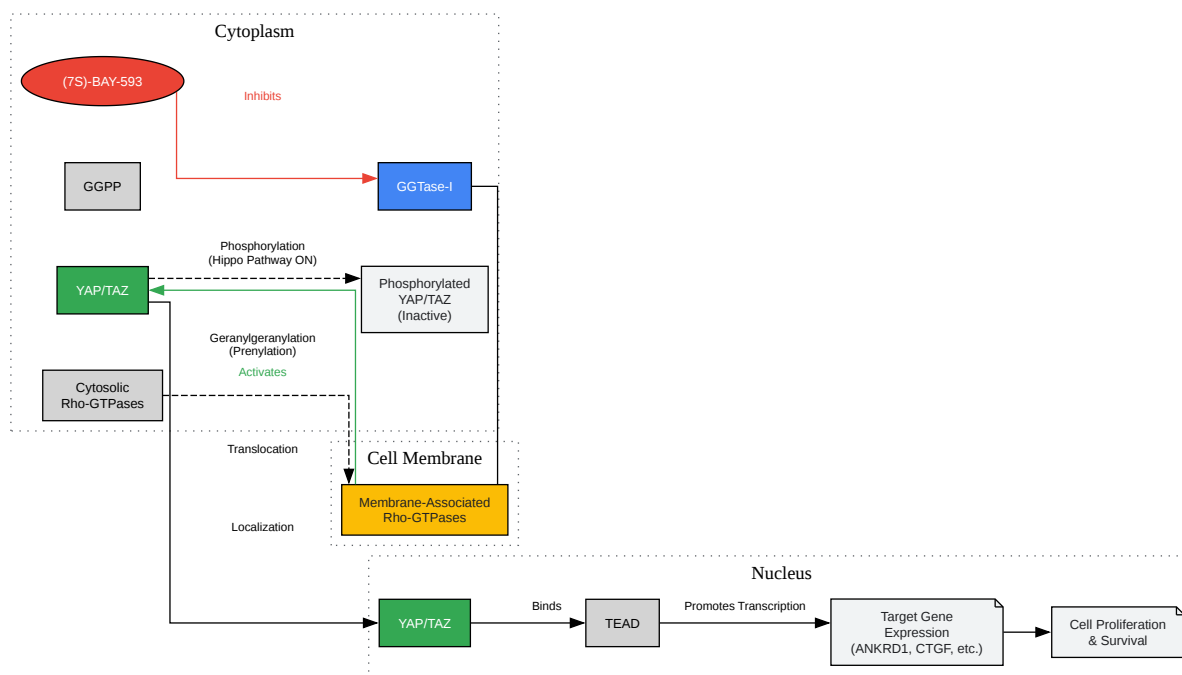 Cytoplasm
(7S)-BAY-593
Inhibits
GGPP
GGTase-I
Phosphorylation
(Hippo Pathway ON)
YAP/TAZ
Phosphorylated
YAP/TAZ
(Inactive)
Geranylgeranylation
(Prenylation)
Activates
Cytosolic
Rho-GTPases
Translocation
Cell Membrane
Membrane-Associated
Rho-GTPases
Localization
Nucleus
YAP/TAZ
Binds
TEAD
Promotes Transcription
Target Gene
Expression
(ANKRD1, CTGF, etc.)
Cell Proliferation
& Survival